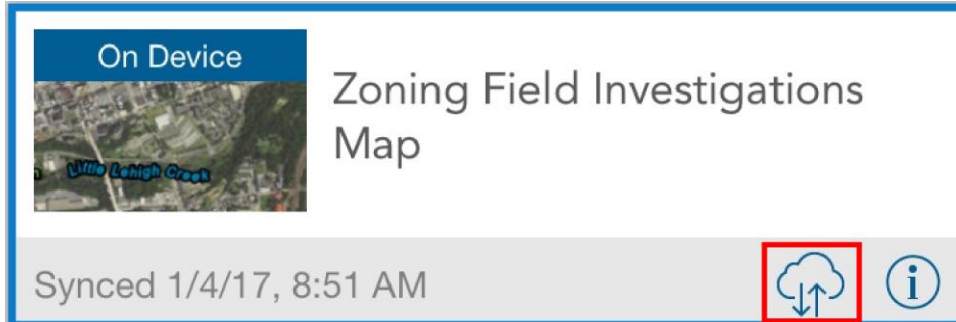 On Device
Zoning Field Investigations
Map
Little Lehigh Creek
Synced 1/4/17, 8:51 AM
i